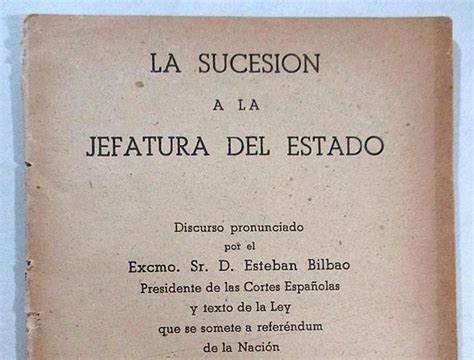 LA SUCESION
A LA
JEFATURA DEL ESTADO
Discurso pronunciado
por el
Excmo. Sr. D. Esteban Bilbao
Presidente de las Cortes Españolas
y texto de la Ley
que se somete a referéndum
de la Nación